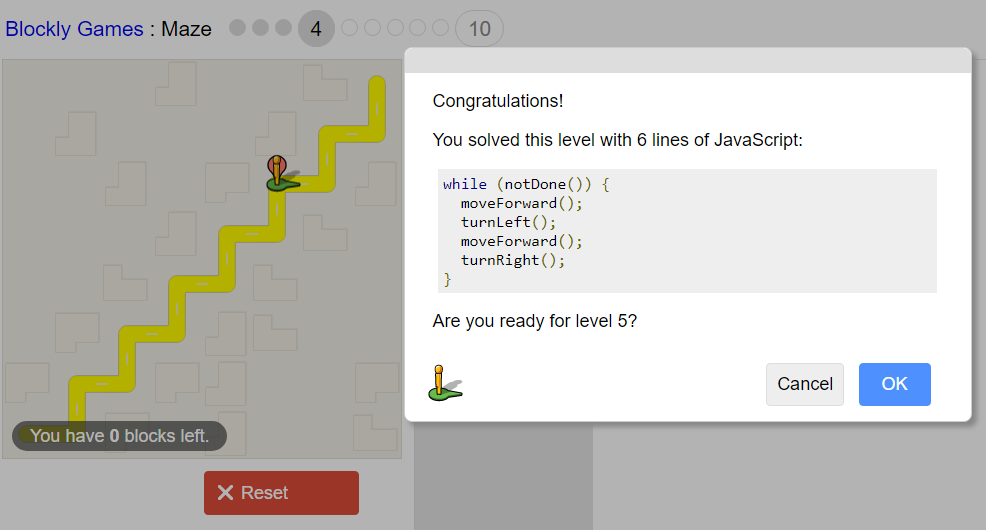 Blockly Games : Maze 4 10
Congratulations!
You solved this level with 6 lines of JavaScript:
while (notDone()) {
  moveForward();
  turnLeft();
  moveForward();
  turnRight();
}
Are you ready for level 5?
Cancel OK
You have 0 blocks left.
Reset